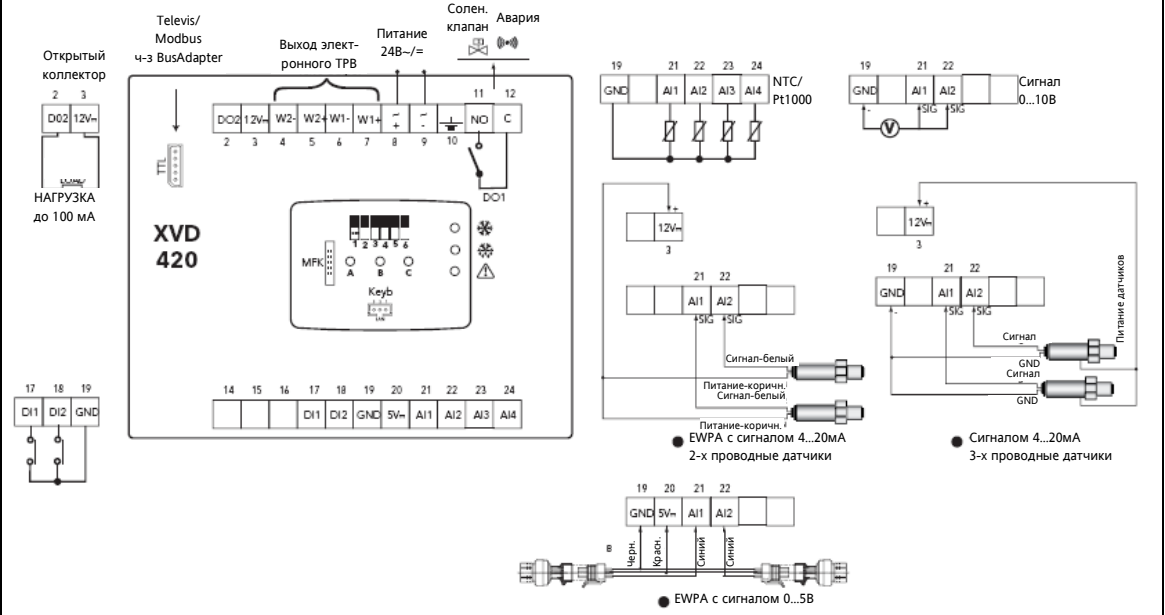 Televis/
Modbus
ч-з BusAdapter
Открытый
коллектор
2 3
DO2 12V
LOAD
НАГРУЗКА
до 100 мА
Выход элект-
ронного ТРВ
Питание
24В~/=
Солен.
клапан
Авария
11 12
DO2 12V W2- W2+ W1- W1+ ~ + ~ - NO C
2 3 4 5 6 7 8 9 10
DO1
TTL
XVD
420
MFK
1 2 3 4 5 6
A B C
Keyb
LAN
14 15 16 17 18 19 20 21 22 23 24
DI1 DI2 GND 5V AI1 AI2 AI3 AI4
17 18 19
DI1 DI2 GND
19 21 22 23 24
GND AI1 AI2 AI3 AI4
NTC/
Pt1000
19 21 22
GND AI1 AI2
Сигнал
0...10В
- SIG SIG
V
+
12V
3
21 22
AI1 AI2
SIG SIG
Сигнал-белый
Питание-коричн.
Сигнал-белый
Питание-коричн.
EWPA с сигналом 4...20мА
2-х проводные датчики
+
12V
3
19 21 22
GND AI1 AI2
- SIG SIG
Питание датчиков
Сигнал
GND
Сигнал
GND
Сигналом 4...20мА
3-х проводные датчики
19 20 21 22
GND 5V AI1 AI2
Черн.
Красн.
Синий
Синий
в
EWPA с сигналом 0...5В